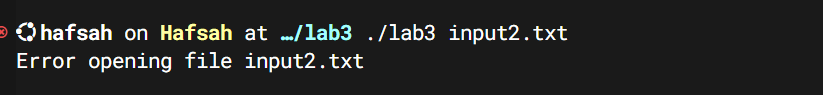 hafsah on Hafsah at …/lab3 ./lab3 input2.txt
Error opening file input2.txt